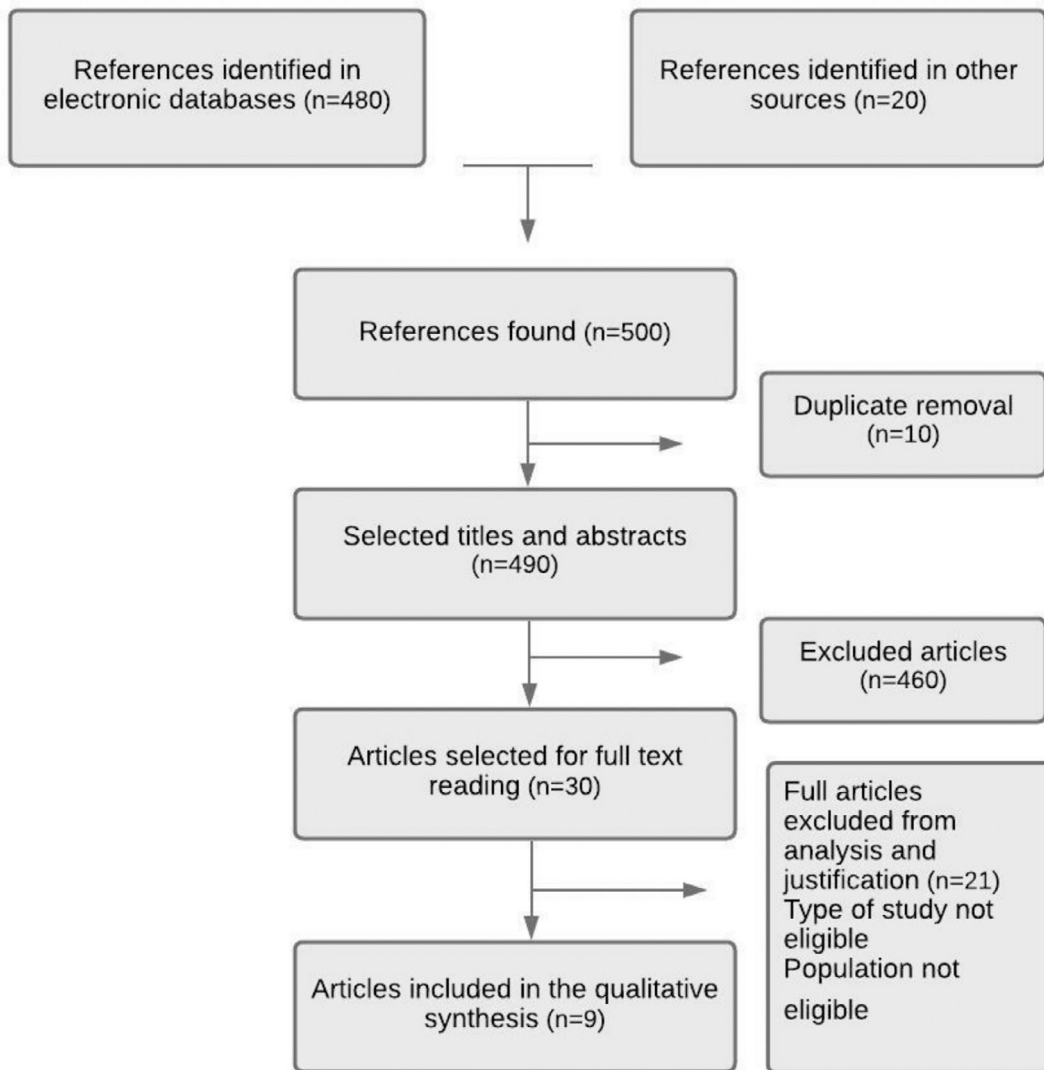 References identified in
electronic databases (n=480)
References identified in other
sources (n=20)
References found (n=500)
Duplicate removal
(n=10)
Selected titles and abstracts
(n=490)
Excluded articles
(n=460)
Articles selected for full text
reading (n=30)
Full articles
excluded from
analysis and
justification (n=21)
Type of study not
eligible
Population not
eligible
Articles included in the qualitative
synthesis (n=9)